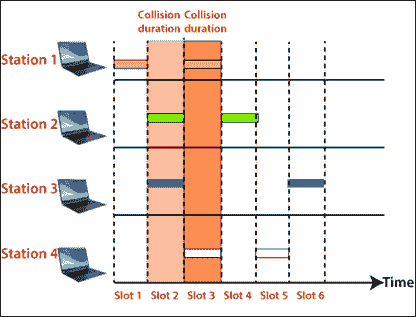 Collision Collision
duration duration
Station 1
Station 2
Station 3
Station 4
Time
Slot 1 Slot 2 Slot 3 Slot 4 Slot 5 Slot 6